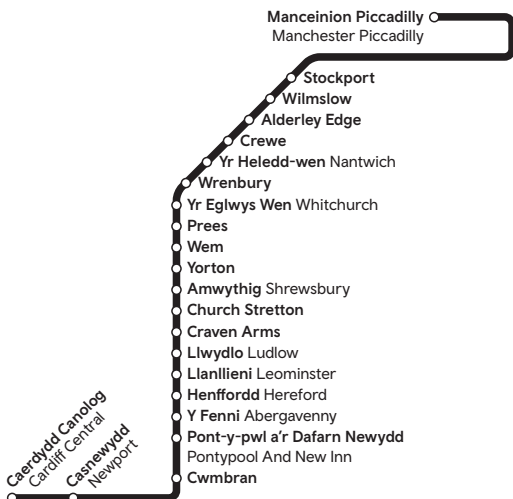 Manceinion Piccadilly
Manchester Piccadilly
Stockport
Wilmslow
Alderley Edge
Crewe
Yr Heledd-wen Nantwich
Wrenbury
Yr Eglwys Wen Whitchurch
Prees
Wem
Yorton
Amwythig Shrewsbury
Church Stretton
Craven Arms
Llwydlo Ludlow
Llanllieni Leominster
Henffordd Hereford
Y Fenni Abergavenny
Pont-y-pwl a'r Dafarn Newydd
Pontypool And New Inn
Cwmbran
Casnewydd
Newport
Caerdydd Canolog
Cardiff Central